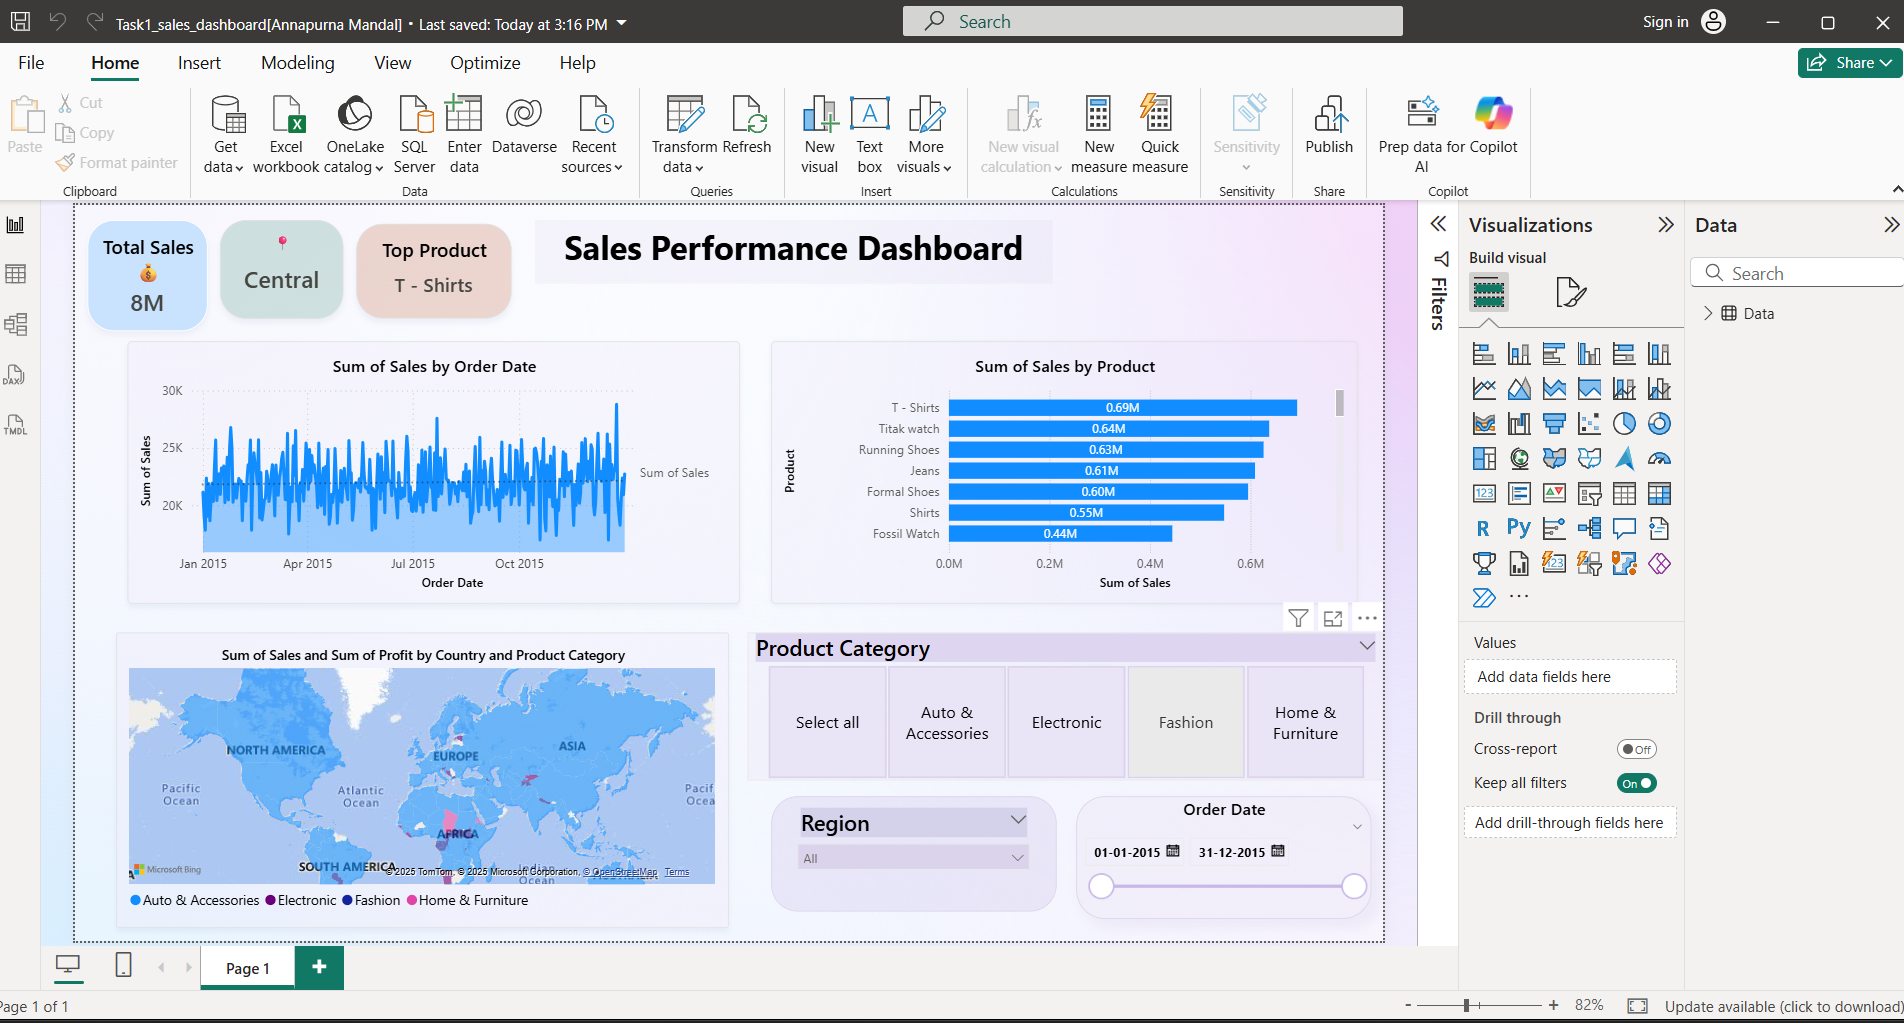 Task1_sales_dashboard[Annapurna Mandal] • Last saved: Today at 3:16 PM
Search
Sign in
File
Home
Insert
Modeling
View
Optimize
Help
Share
Paste
Cut
Copy
Format painter
Clipboard
Get data
Excel workbook
OneLake catalog
SQL Server
Enter data
Dataverse
Recent sources
Data
Transform data
Refresh
Queries
New visual
Text box
More visuals
Insert
New visual calculation
New measure
Quick measure
Calculations
Sensitivity
Sensitivity
Publish
Share
Prep data for AI
Copilot
Copilot
DAX
TMDL
Total Sales
8M
Central
Top Product
T - Shirts
Sales Performance Dashboard
Sum of Sales by Order Date
Sum of Sales
30K
25K
20K
Sum of Sales
Jan 2015
Apr 2015
Jul 2015
Oct 2015
Order Date
Sum of Sales by Product
Product
T - Shirts 0.69M
Titak watch 0.64M
Running Shoes 0.63M
Jeans 0.61M
Formal Shoes 0.60M
Shirts 0.55M
Fossil Watch 0.44M
0.0M
0.2M
0.4M
0.6M
Sum of Sales
Sum of Sales and Sum of Profit by Country and Product Category
NORTH AMERICA
EUROPE
ASIA
Pacific Ocean
Atlantic Ocean
AFRICA
SOUTH AMERICA
Indian Ocean
Microsoft Bing
© 2025 TomTom, © 2025 Microsoft Corporation, © OpenStreetMap Terms
Auto & Accessories
Electronic
Fashion
Home & Furniture
Product Category
Select all
Auto & Accessories
Electronic
Fashion
Home & Furniture
Region
All
Order Date
01-01-2015
31-12-2015
Filters
Visualizations
Build visual
123
R
Py
123
Values
Add data fields here
Drill through
Cross-report
Off
Keep all filters
On
Add drill-through fields here
Data
Search
Data
Page 1
+
Page 1 of 1
- + 82%
Update available (click to download)